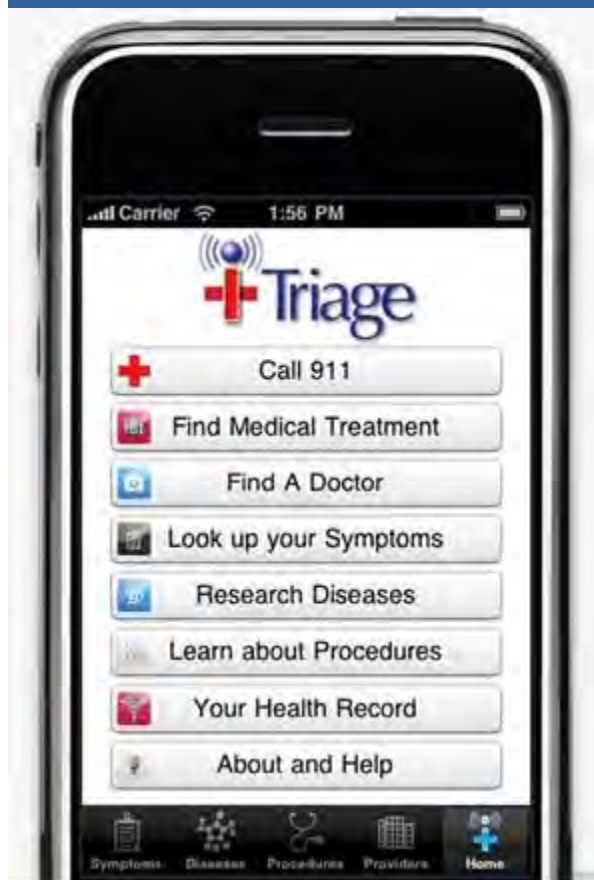 Carrier 1:56 PM
Triage
Call 911
Find Medical Treatment
Find A Doctor
Look up your Symptoms
Research Diseases
Learn about Procedures
Your Health Record
About and Help
Symptoms Diseases Procedures Providers Home